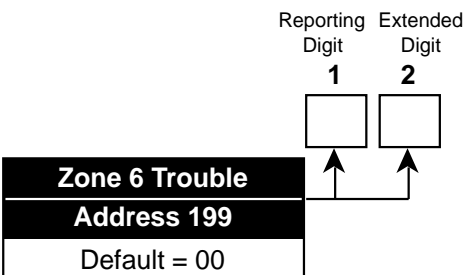 Reporting Extended
Digit Digit
1 2
Zone 6 Trouble
Address 199
Default = 00